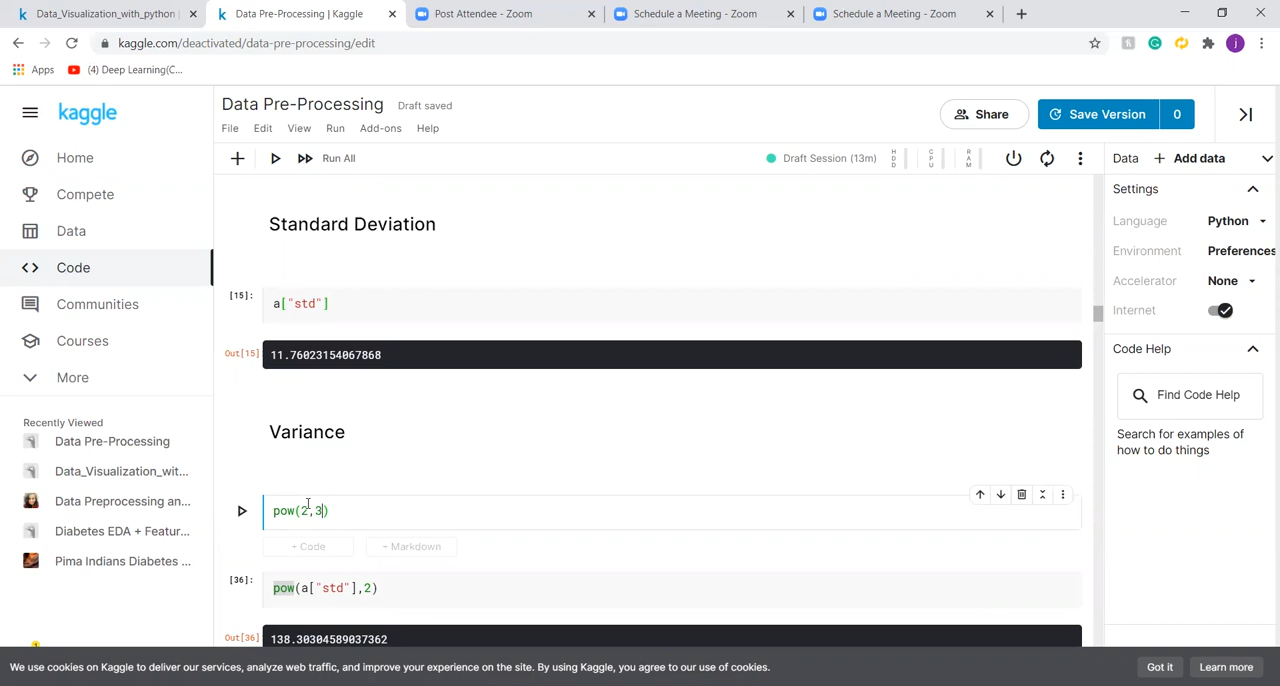 Data_Visualization_with_python |
Data Pre-Processing | Kaggle
Post Attendee - Zoom
Schedule a Meeting - Zoom
Schedule a Meeting - Zoom
kaggle.com/deactivated/data-pre-processing/edit
Apps
(4) Deep Learning(C...
kaggle
Data Pre-Processing
Draft saved
File Edit View Run Add-ons Help
Share
Save Version
0
Run All
Draft Session (13m)
HDD
CPU
RAM
Data
Add data
Home
Compete
Data
Code
Communities
Courses
More
Recently Viewed
Data Pre-Processing
Data_Visualization_wit...
Data Preprocessing an...
Diabetes EDA + Featur...
Pima Indians Diabetes ...
Standard Deviation
[15]:
a["std"]
Out[15]
11.76023154067868
Variance
pow(2,3)
+ Code
+ Markdown
[36]:
pow(a["std"],2)
Out[36]
138.30304589037362
Settings
Language
Python
Environment
Preferences
Accelerator
None
Internet
Code Help
Find Code Help
Search for examples of
how to do things
We use cookies on Kaggle to deliver our services, analyze web traffic, and improve your experience on the site. By using Kaggle, you agree to our use of cookies.
Got it
Learn more